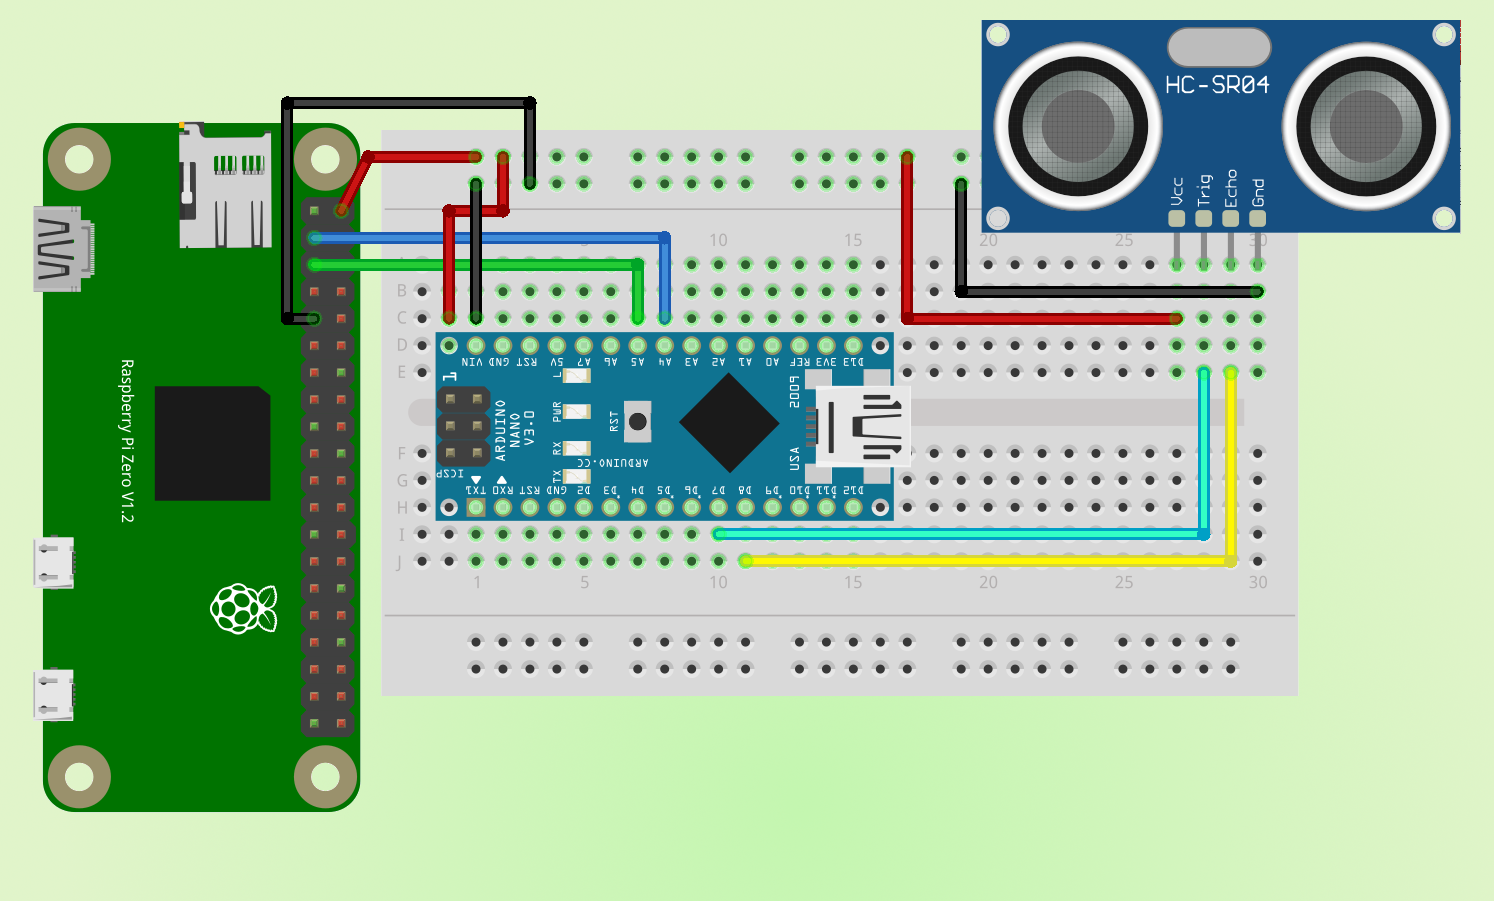 HC-SR04
Vcc
Trig
Echo
Gnd
5
10
15
20
25
30
A
B
C
D
E
VIN
GND
RST
5V
A7
A6
A5
A4
A3
A2
A1
A0
REF
3V3
D13
1
L
PWR
RX
TX
ARDUINO
NANO
V3.0
RST
ARDUINO.CC
2009
USA
ICSP
TX1
RX0
RST
GND
D2
D3
D4
D5
D6
D7
D8
D9
D10
D11
D12
F
G
H
I
J
1
5
10
15
20
25
30
Raspberry Pi Zero V1.2